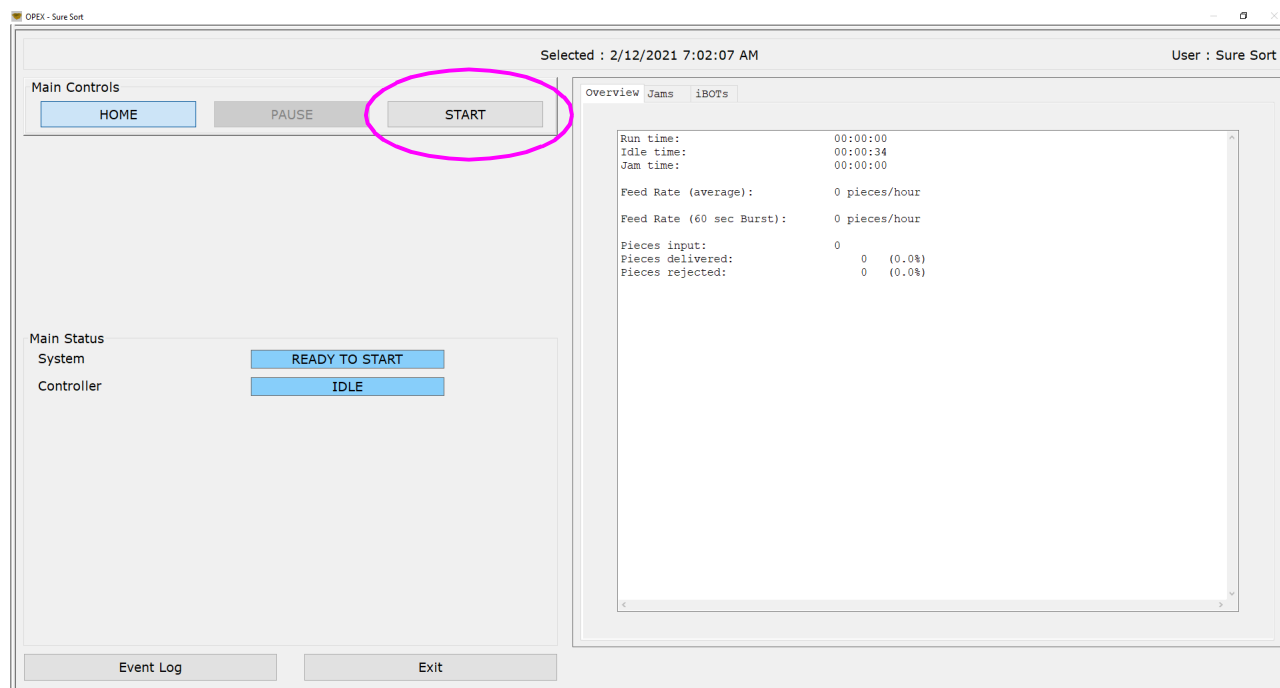 OPEX - Sure Sort
Selected : 2/12/2021 7:02:07 AM
User : Sure Sort
Main Controls
HOME
PAUSE
START
Overview
Jams
iBOTs
Run time: 00:00:00
Idle time: 00:00:34
Jam time: 00:00:00
Feed Rate (average): 0 pieces/hour
Feed Rate (60 sec Burst): 0 pieces/hour
Pieces input: 0
Pieces delivered: 0 (0.0%)
Pieces rejected: 0 (0.0%)
Main Status
System READY TO START
Controller IDLE
Event Log
Exit